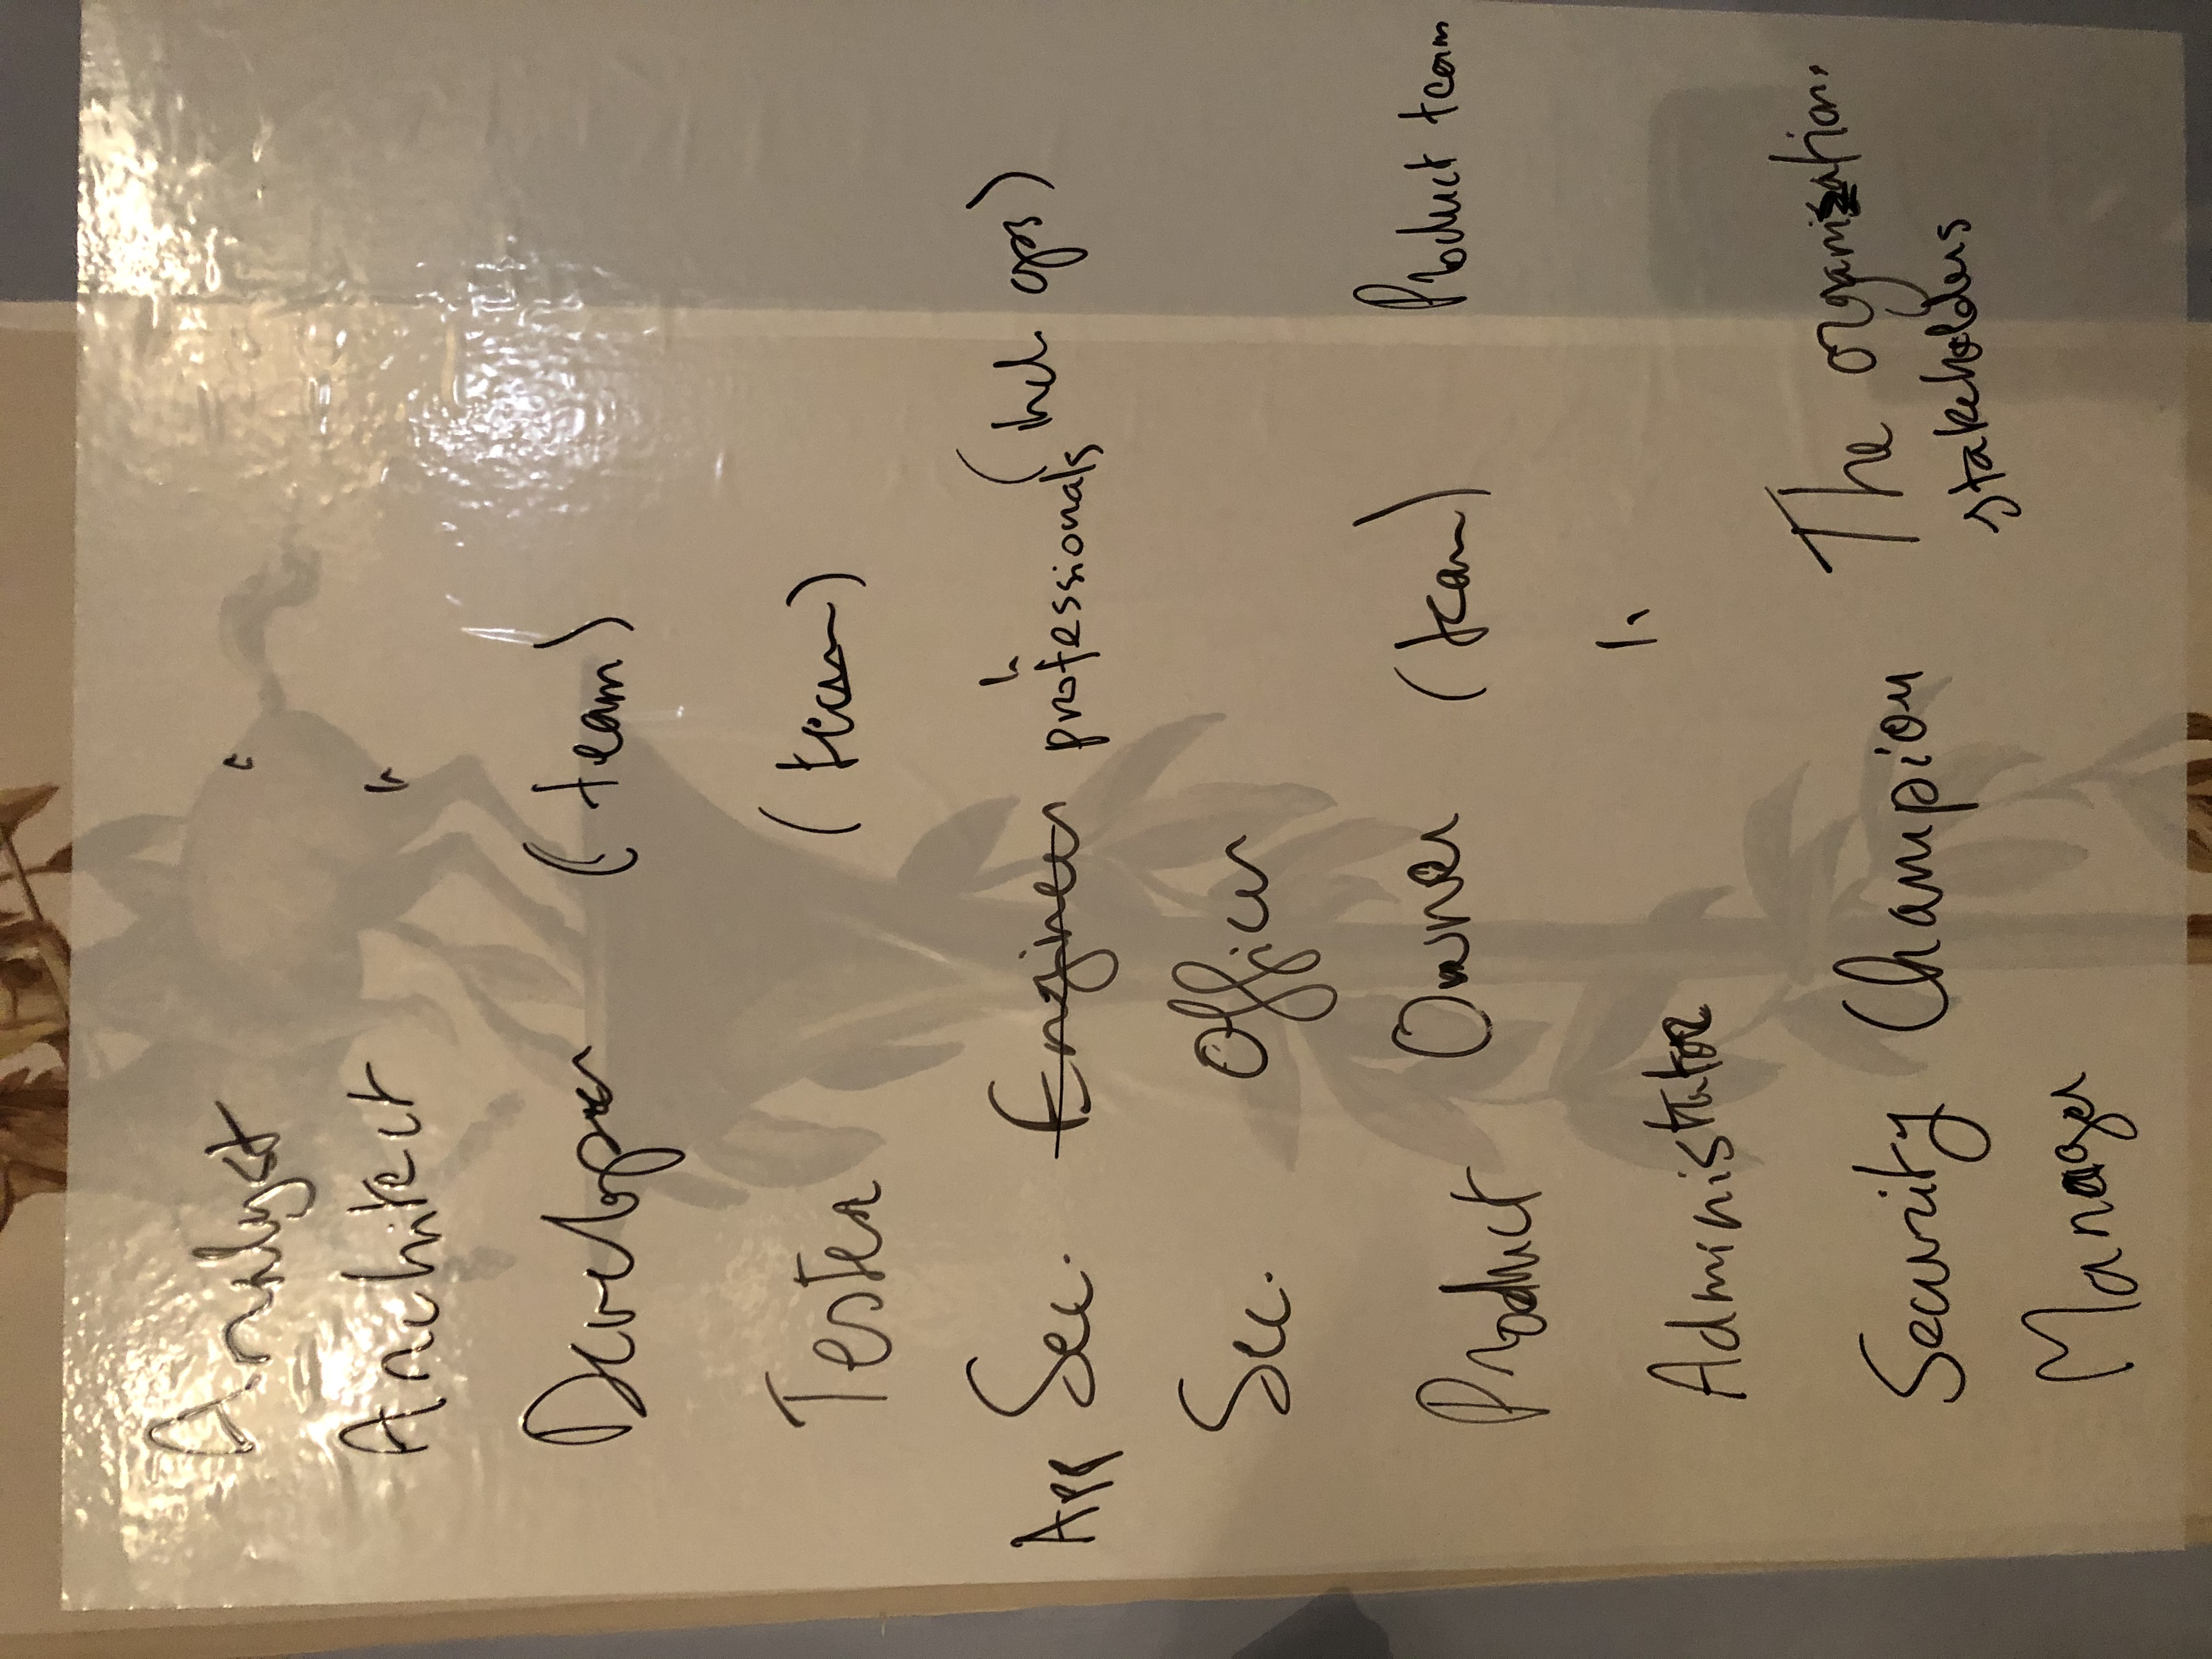 Analyst "
Architect "
Developer (team)
Tester (team)
App Sec. Engineer " professionals (incl. ops)
Sec. Officer
Product Owner (team) Product team
Administrator "
Security Champion The organization.
stakeholders
Manager